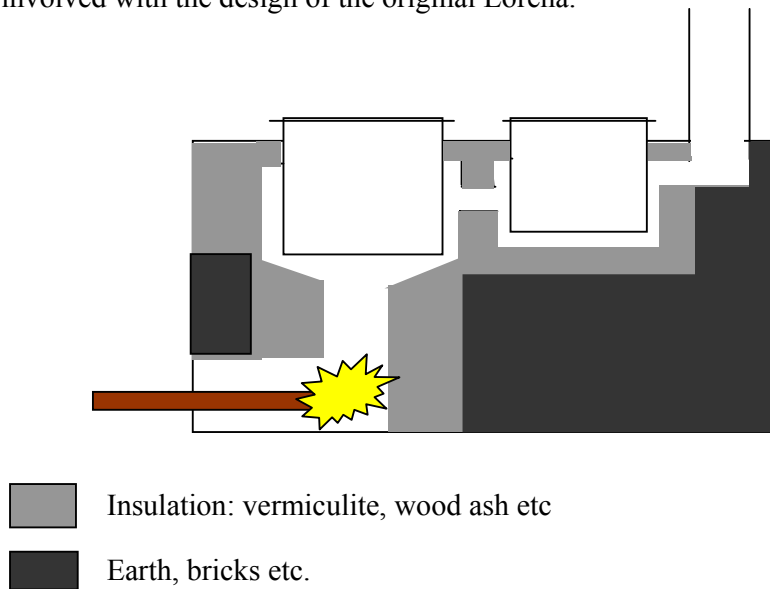 involved with the design of the original Lorena.
Insulation: vermiculite, wood ash etc
Earth, bricks etc.